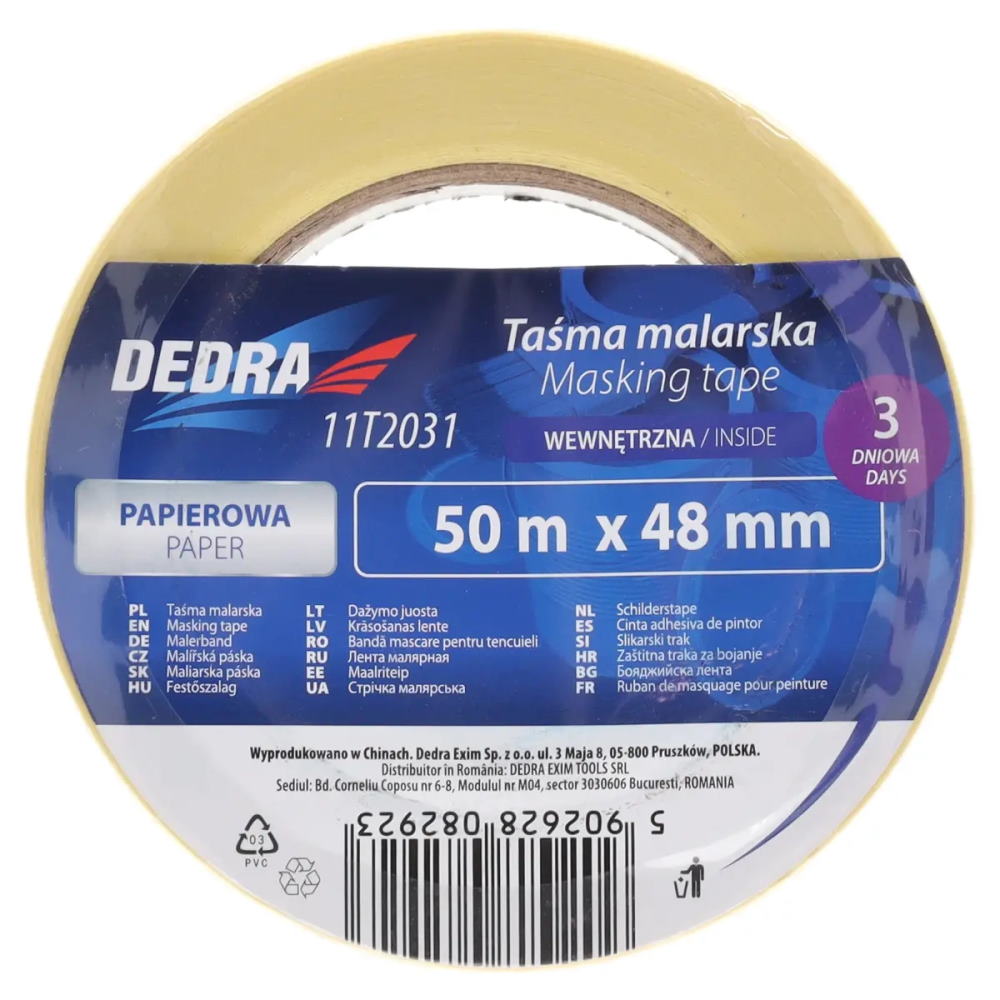 DEDRA
11T2031
Taśma malarska
Masking tape
WEWNĘTRZNA / INSIDE
3
DNIOWA
DAYS
PAPIEROWA
PAPER
50 m x 48 mm
PL Taśma malarska
EN Masking tape
DE Malerband
CZ Malířská páska
SK Maliarska páska
HU Festőszalag
LT Dažymo juosta
LV Krāsošanas lente
RO Bandă mascare pentru tencuieli
RU Лента малярная
EE Maalriteip
UA Стрічка малярська
NL Schilderstape
ES Cinta adhesiva de pintor
SI Slikarski trak
HR Zaštitna traka za bojanje
BG Бояджийска лента
FR Ruban de masquage pour peinture
Wyprodukowano w Chinach. Dedra Exim Sp. z o.o. ul. 3 Maja 8, 05-800 Pruszków, POLSKA.
Distribuitor în România: DEDRA EXIM TOOLS SRL
Sediul: Bd. Corneliu Coposu nr 6-8, Modulul nr M04, sector 3030606 Bucuresti, ROMANIA
5 902628 082923
03
PVC